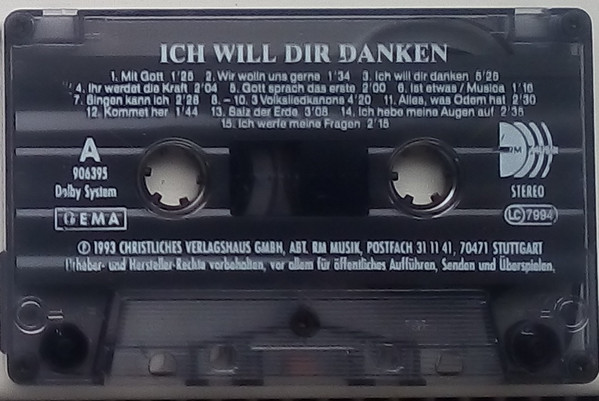 ICH WILL DIR DANKEN
1. Mit Gott 1'25 2. Wir wolln uns gerne 1'34 3. Ich will dir danken 5'25
4. Ihr werdet die Kraft 2'04 5. Gott sprach das erste 2'00 6. Ist etwas / Musica 1'16
7. Singen kann ich 2'28 8. – 10. 3 Volksliedkanons 4'20 11. Alles, was Odem hat 2'30
12. Kommet her 1'44 13. Salz der Erde 3'08 14. Ich hebe meine Augen auf 2'35
15. Ich werfe meine Fragen 2'15
A
906395
Dolby System
GEMA
RM
STEREO
LC 7994
℗ 1993 CHRISTLICHES VERLAGSHAUS GMBH, ABT. RM MUSIK, POSTFACH 31 11 41, 70471 STUTTGART
Urheber- und Hersteller-Rechte vorbehalten, vor allem für öffentliches Aufführen, Senden und Überspielen.